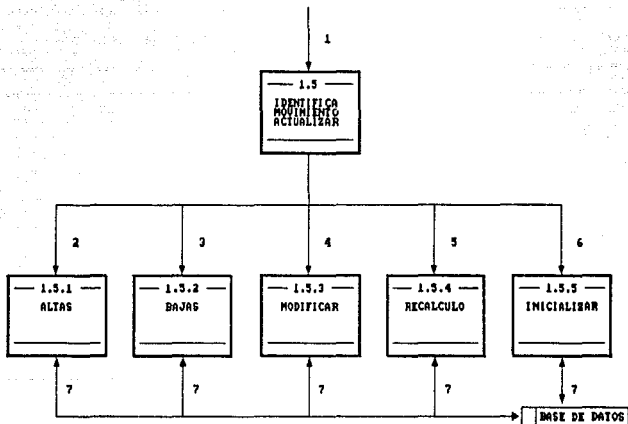 1
1.5
IDENTIFICA
MOVIMIENTO
ACTUALIZAR
2 3 4 5 6
1.5.1 1.5.2 1.5.3 1.5.4 1.5.5
ALTAS BAJAS MODIFICAR RECALCULO INICIALIZAR
7 7 7 7 7
BASE DE DATOS